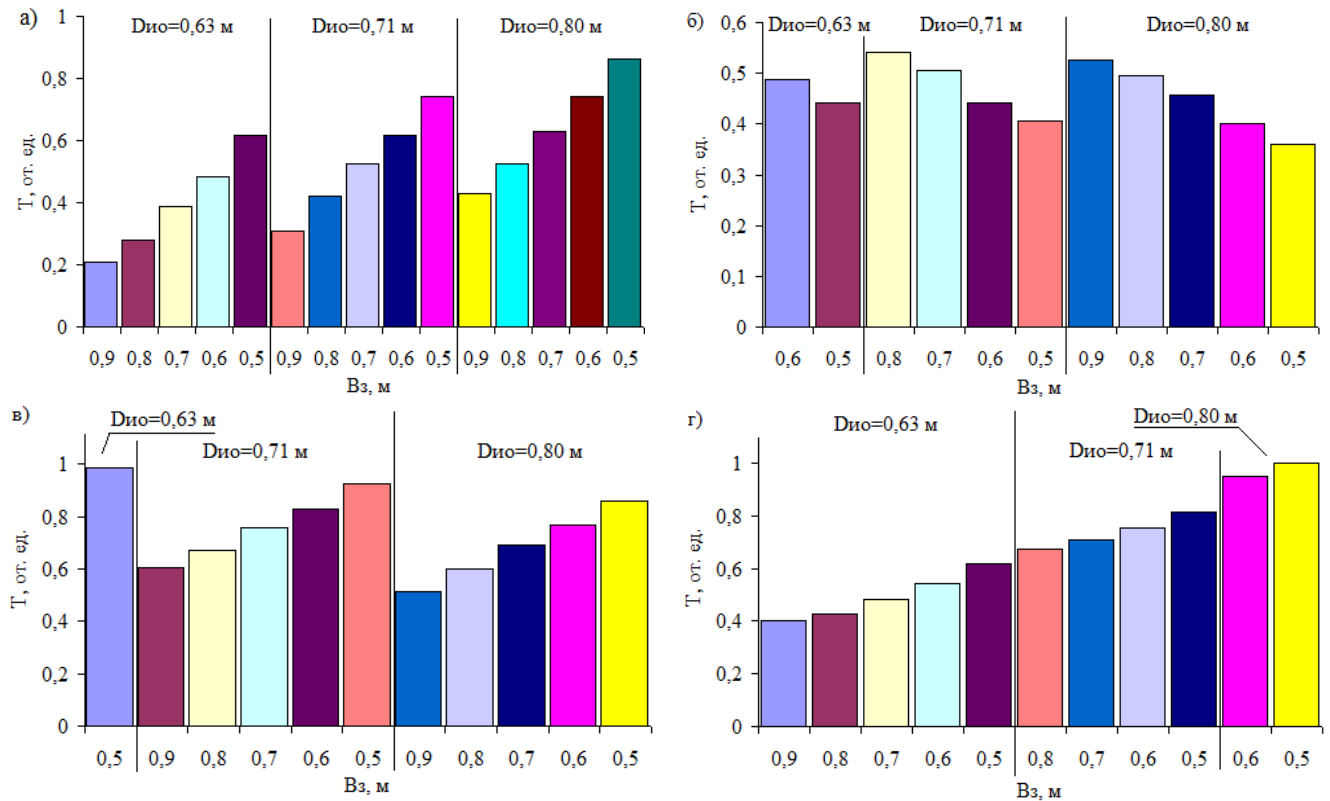 а)
Dио=0,63 м
Dио=0,71 м
Dио=0,80 м
T, от. ед.
1
0,8
0,6
0,4
0,2
0
0,9 0,8 0,7 0,6 0,5 0,9 0,8 0,7 0,6 0,5 0,9 0,8 0,7 0,6 0,5
Вз, м
б)
Dио=0,63 м
Dио=0,71 м
Dио=0,80 м
T, от. ед.
0,6
0,5
0,4
0,3
0,2
0,1
0
0,6 0,5 0,8 0,7 0,6 0,5 0,9 0,8 0,7 0,6 0,5
Вз, м
в)
Dио=0,63 м
Dио=0,71 м
Dио=0,80 м
T, от. ед.
1
0,8
0,6
0,4
0,2
0
0,5 0,9 0,8 0,7 0,6 0,5 0,9 0,8 0,7 0,6 0,5
Вз, м
г)
Dио=0,63 м
Dио=0,80 м
Dио=0,71 м
T, от. ед.
1
0,8
0,6
0,4
0,2
0
0,9 0,8 0,7 0,6 0,5 0,8 0,7 0,6 0,5 0,6 0,5
Вз, м